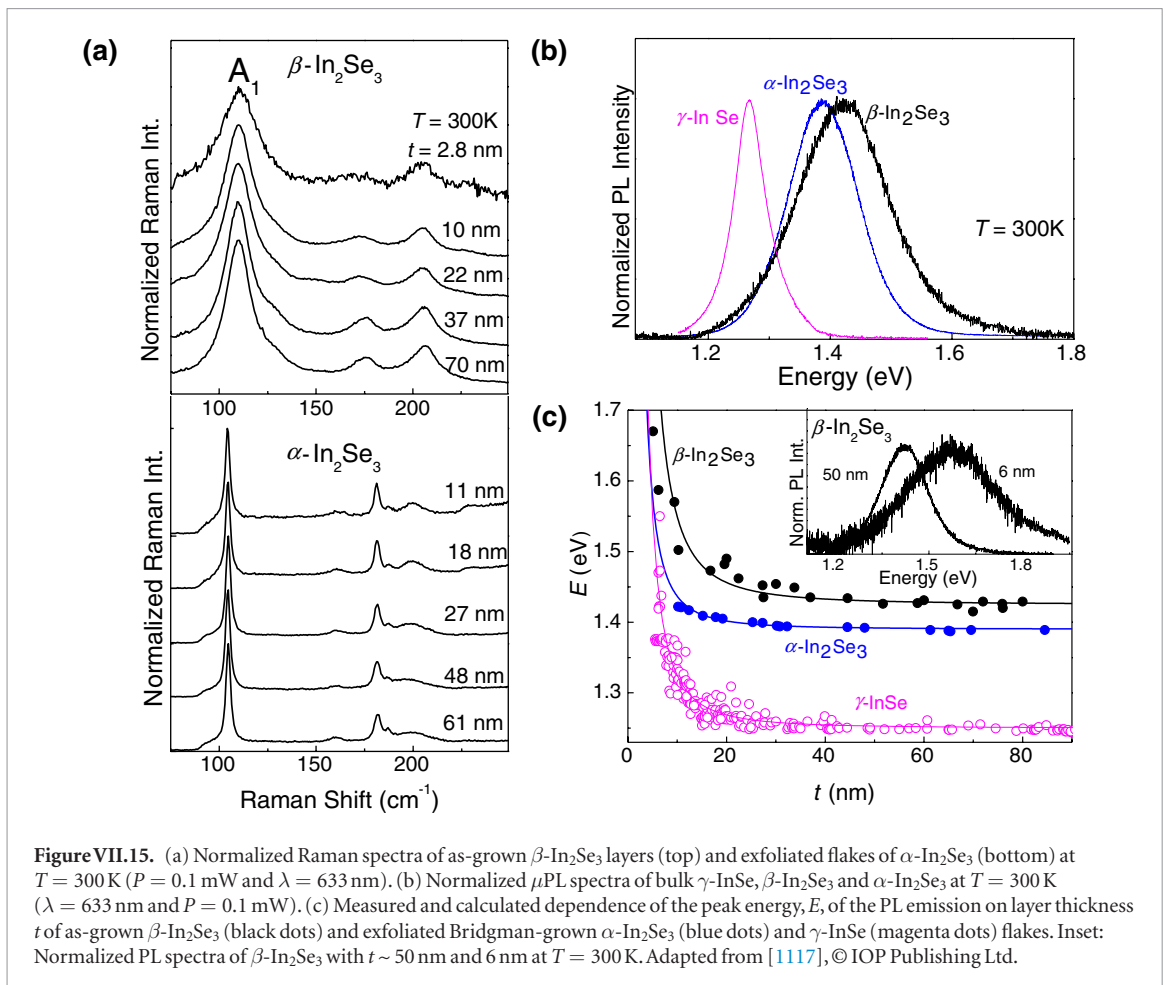 (a)
A₁
β-In₂Se₃
T = 300K
t = 2.8 nm
10 nm
22 nm
37 nm
70 nm
Normalized Raman Int.
100 150 200
α-In₂Se₃
11 nm
18 nm
27 nm
48 nm
61 nm
Normalized Raman Int.
100 150 200
Raman Shift (cm⁻¹)
(b)
γ-In Se
α-In₂Se₃
β-In₂Se₃
T = 300K
Normalized PL Intensity
1.2 1.4 1.6 1.8
Energy (eV)
(c)
1.7
1.6
1.5
1.4
1.3
E (eV)
β-In₂Se₃
α-In₂Se₃
γ-InSe
0 20 40 60 80
t (nm)
β-In₂Se₃
50 nm
6 nm
Norm. PL Int.
1.2 1.5 1.8
Energy (eV)
Figure VII.15. (a) Normalized Raman spectra of as-grown β-In₂Se₃ layers (top) and exfoliated flakes of α-In₂Se₃ (bottom) at
T = 300 K (P = 0.1 mW and λ = 633 nm). (b) Normalized μPL spectra of bulk γ-InSe, β-In₂Se₃ and α-In₂Se₃ at T = 300 K
(λ = 633 nm and P = 0.1 mW). (c) Measured and calculated dependence of the peak energy, E, of the PL emission on layer thickness
t of as-grown β-In₂Se₃ (black dots) and exfoliated Bridgman-grown α-In₂Se₃ (blue dots) and γ-InSe (magenta dots) flakes. Inset:
Normalized PL spectra of β-In₂Se₃ with t ~ 50 nm and 6 nm at T = 300 K. Adapted from [1117], © IOP Publishing Ltd.